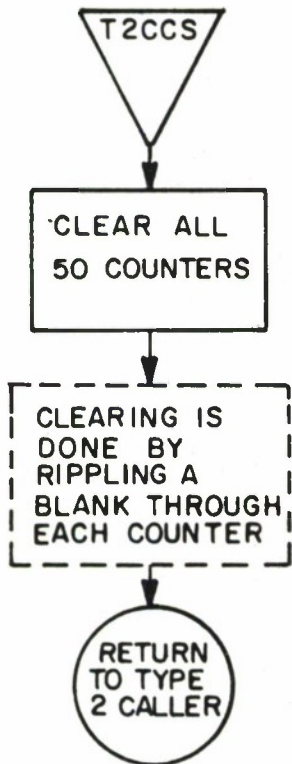 T2CCS
CLEAR ALL
50 COUNTERS
CLEARING IS
DONE BY
RIPPLING A
BLANK THROUGH
EACH COUNTER
RETURN
TO TYPE
2 CALLER